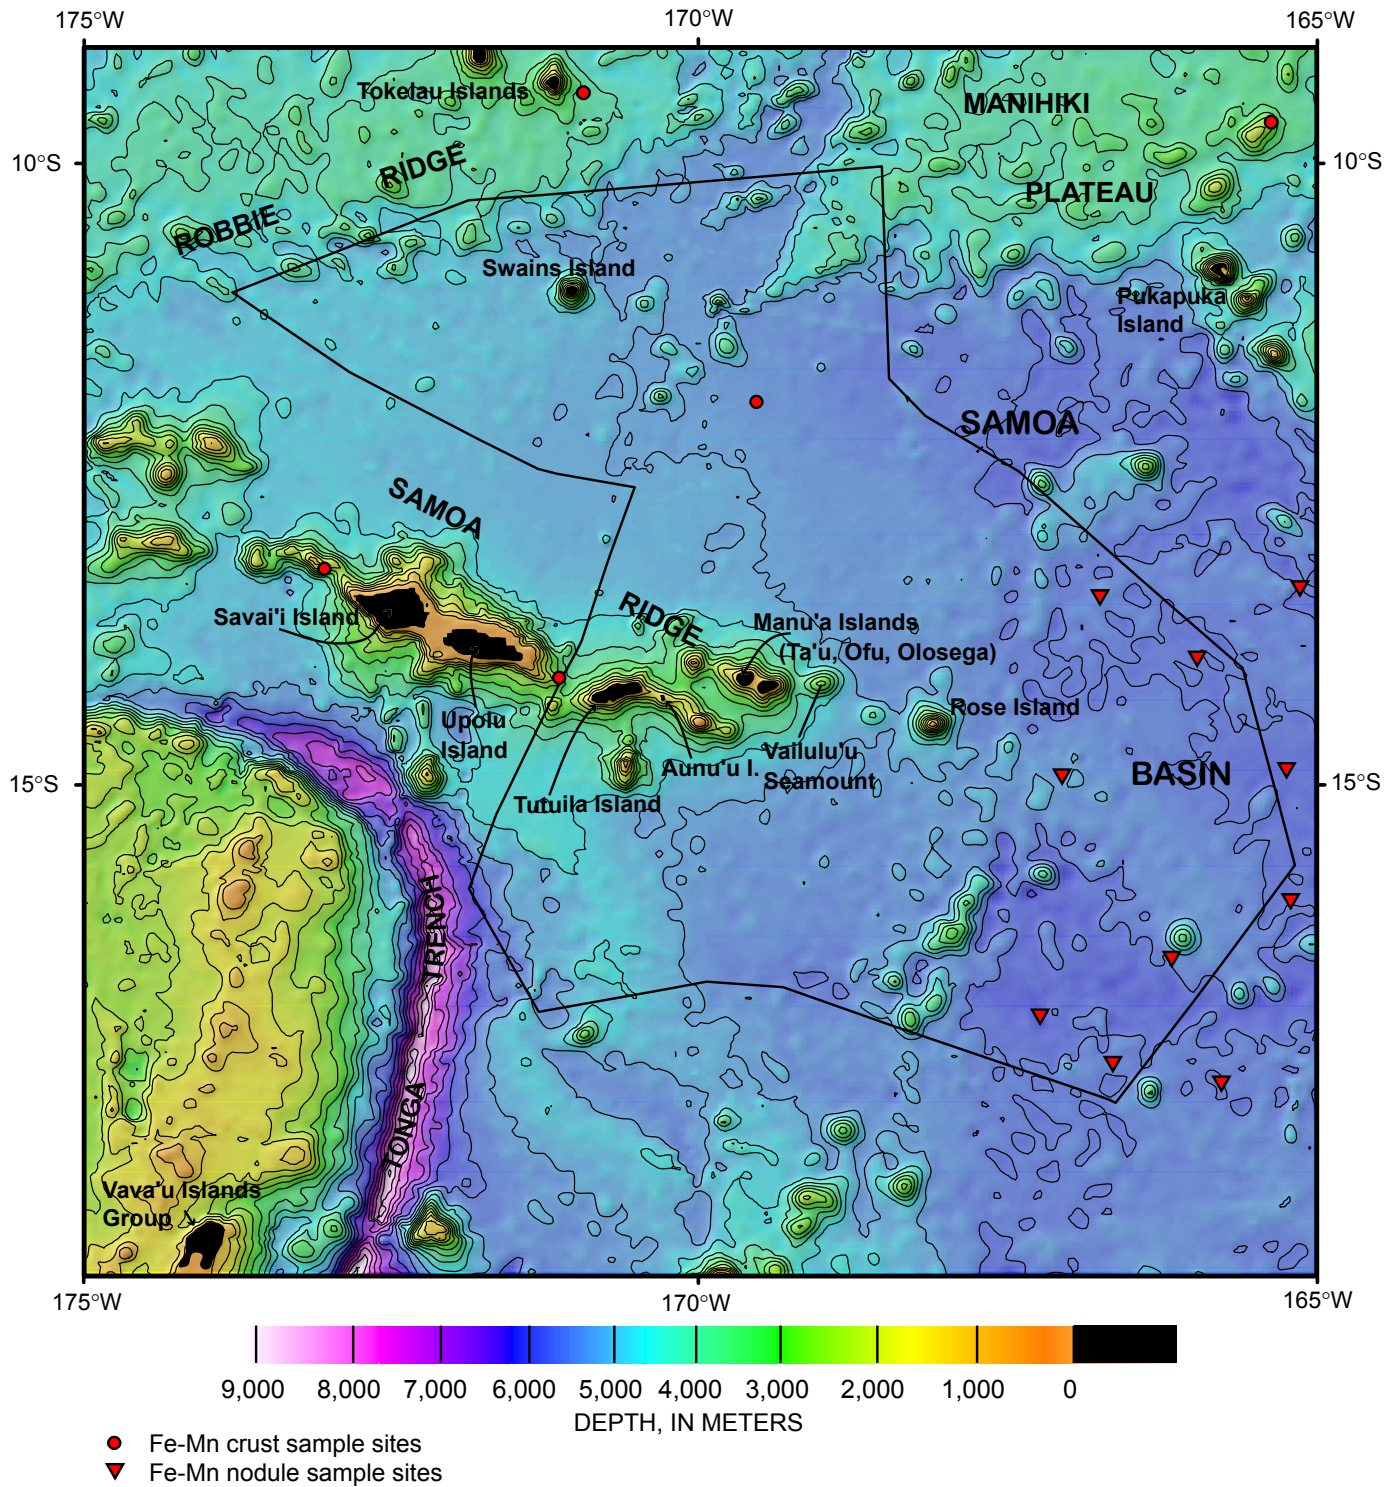 175°W 170°W 165°W
Tokelau Islands
MANIHIKI
10°S 10°S
RIDGE
PLATEAU
ROBBIE
Swains Island
Pukapuka
Island
SAMOA
SAMOA
RIDGE
Savai'i Island
Manu'a Islands
(Ta'u, Ofu, Olosega)
Upolu
Island
Rose Island
Vailulu'u
Seamount
Aunu'u I.
BASIN
15°S 15°S
Tutuila Island
TRENCH
TONGA
Vava'u Islands
Group
175°W 170°W 165°W
9,000 8,000 7,000 6,000 5,000 4,000 3,000 2,000 1,000 0
DEPTH, IN METERS
Fe-Mn crust sample sites
Fe-Mn nodule sample sites